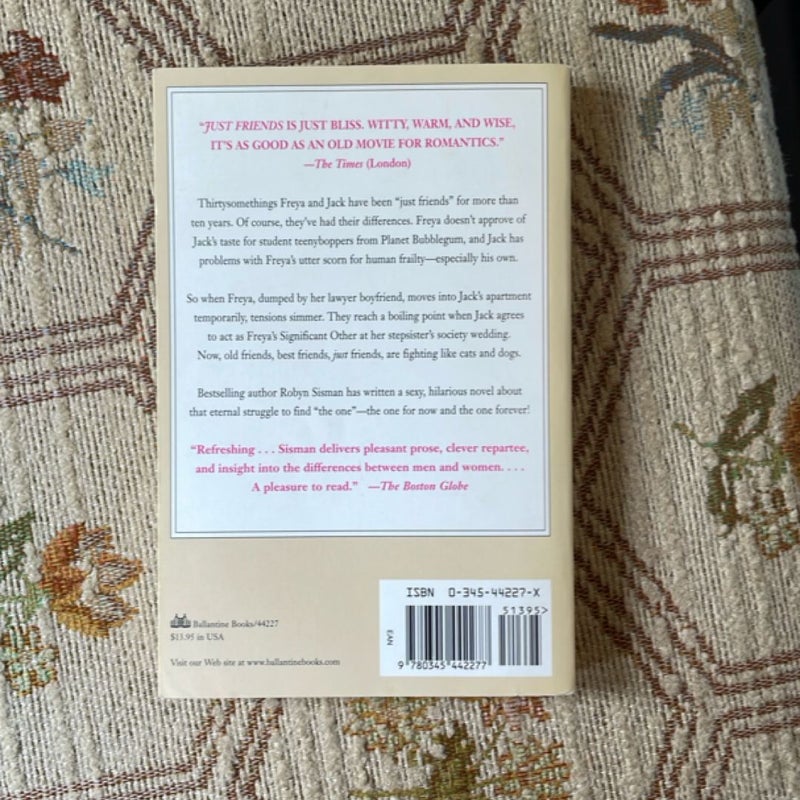 “JUST FRIENDS IS JUST BLISS. WITTY, WARM, AND WISE,
IT’S AS GOOD AS AN OLD MOVIE FOR ROMANTICS.”
—The Times (London)
Thirtysomethings Freya and Jack have been “just friends” for more than
ten years. Of course, they’ve had their differences. Freya doesn’t approve of
Jack’s taste for student teenyboppers from Planet Bubblegum, and Jack has
problems with Freya’s utter scorn for human frailty—especially his own.
So when Freya, dumped by her lawyer boyfriend, moves into Jack’s apartment
temporarily, tensions simmer. They reach a boiling point when Jack agrees
to act as Freya’s Significant Other at her stepsister’s society wedding.
Now, old friends, best friends, just friends, are fighting like cats and dogs.
Bestselling author Robyn Sisman has written a sexy, hilarious novel about
that eternal struggle to find “the one”—the one for now and the one forever!
“Refreshing . . . Sisman delivers pleasant prose, clever repartee,
and insight into the differences between men and women. . . .
A pleasure to read.” —The Boston Globe
Ballantine Books/44227
$13.95 in USA
Visit our Web site at www.ballantinebooks.com
ISBN 0-345-44227-X
51395>
EAN
9 780345 442277